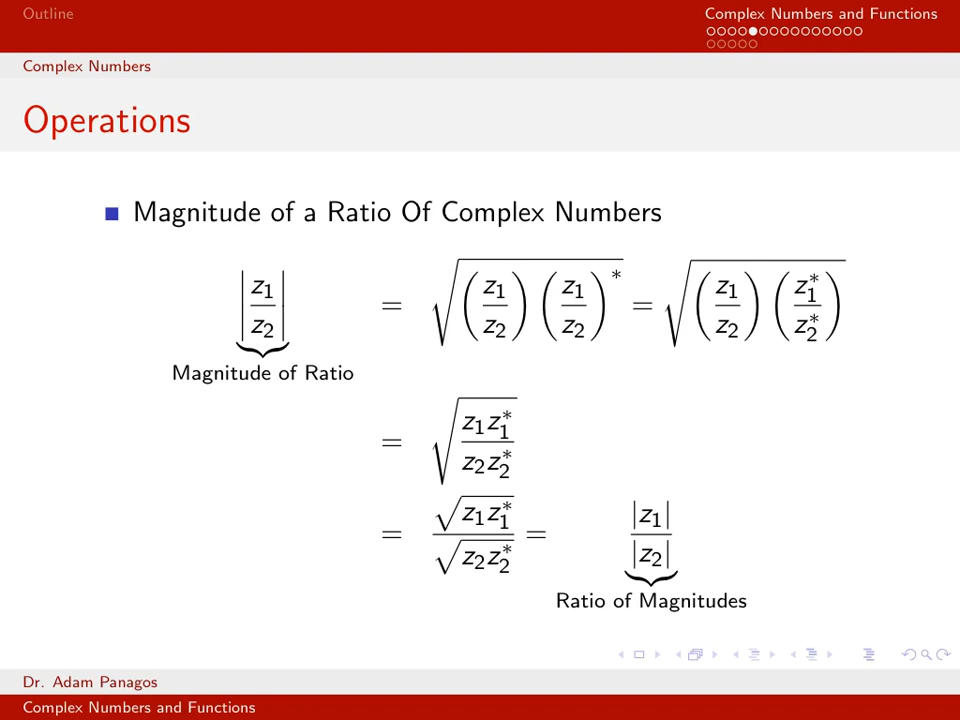 Outline
Complex Numbers and Functions
Complex Numbers
Operations
Magnitude of a Ratio Of Complex Numbers
|z₁/z₂| = √((z₁/z₂)(z₁/z₂)*) = √((z₁/z₂)(z₁*/z₂*))
Magnitude of Ratio
= √(z₁z₁*/z₂z₂*)
= √(z₁z₁*)/√(z₂z₂*) = |z₁|/|z₂|
Ratio of Magnitudes
Dr. Adam Panagos
Complex Numbers and Functions